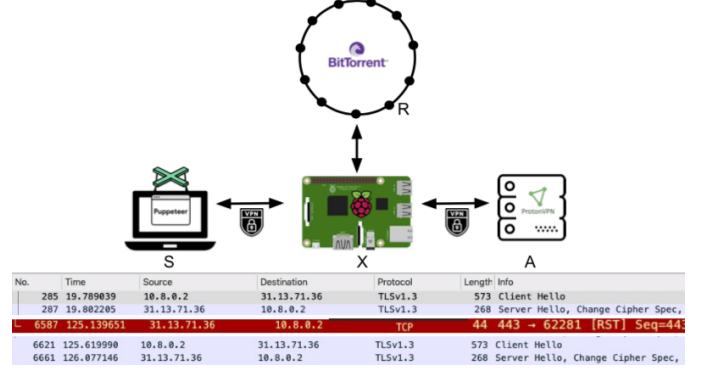 BitTorrent
R
Puppeteer
VPN
VPN
ProtonVPN
S
X
A
No. Time Source Destination Protocol Length Info
285 19.789039 10.8.0.2 31.13.71.36 TLSv1.3 573 Client Hello
287 19.802205 31.13.71.36 10.8.0.2 TLSv1.3 268 Server Hello, Change Cipher Spec,
6587 125.139651 31.13.71.36 10.8.0.2 TCP 44 443 → 62281 [RST] Seq=443
6621 125.619990 10.8.0.2 31.13.71.36 TLSv1.3 573 Client Hello
6661 126.077146 31.13.71.36 10.8.0.2 TLSv1.3 268 Server Hello, Change Cipher Spec,